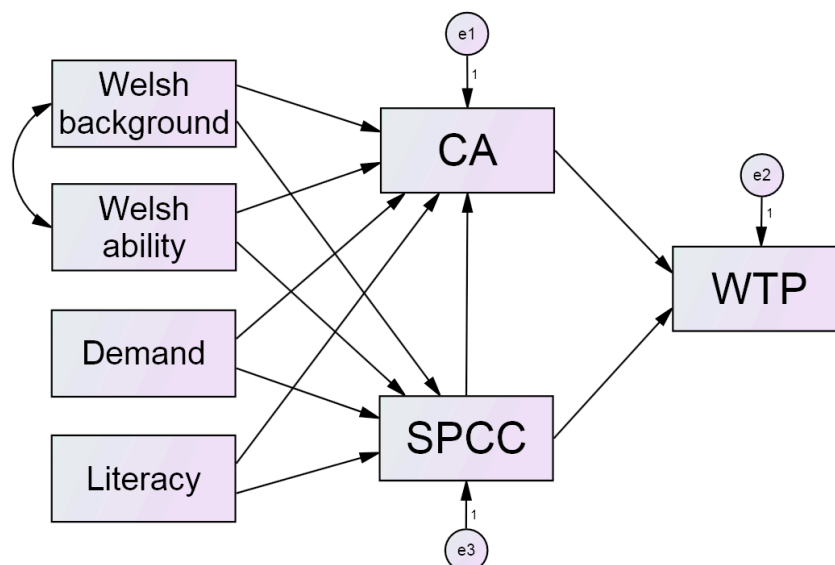 e1
1
Welsh
background
CA
Welsh
ability
e2
1
WTP
Demand
SPCC
Literacy
1
e3